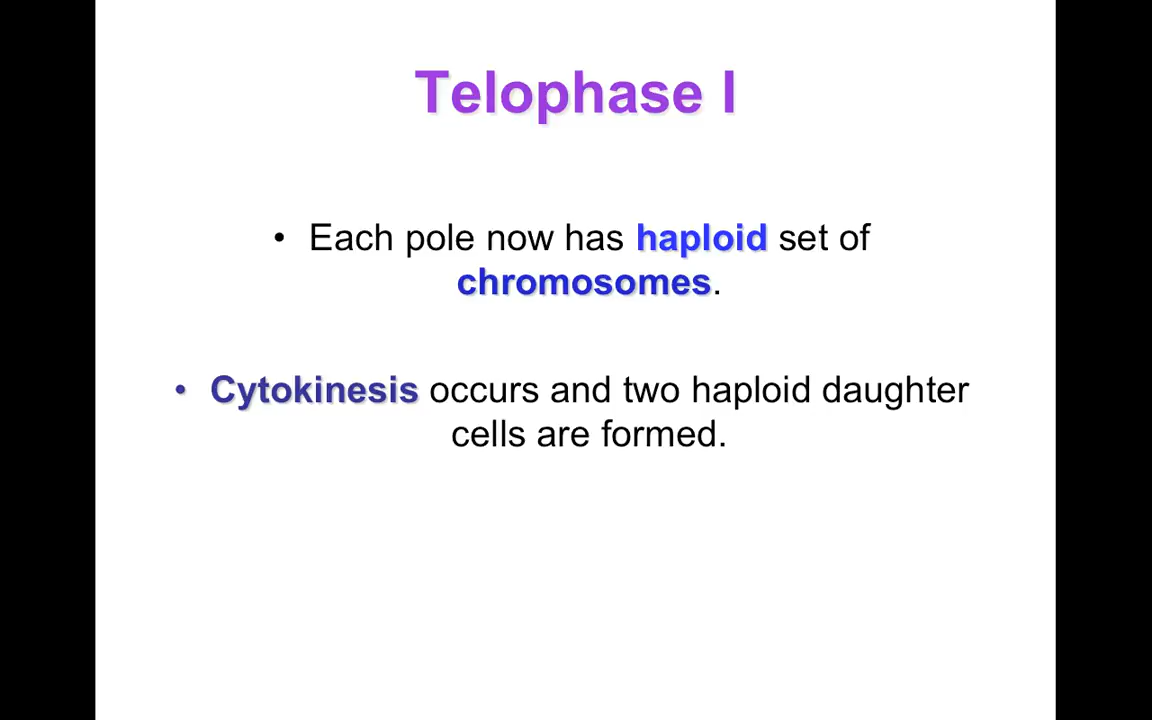 Telophase I
• Each pole now has haploid set of
chromosomes.
• Cytokinesis occurs and two haploid daughter
cells are formed.